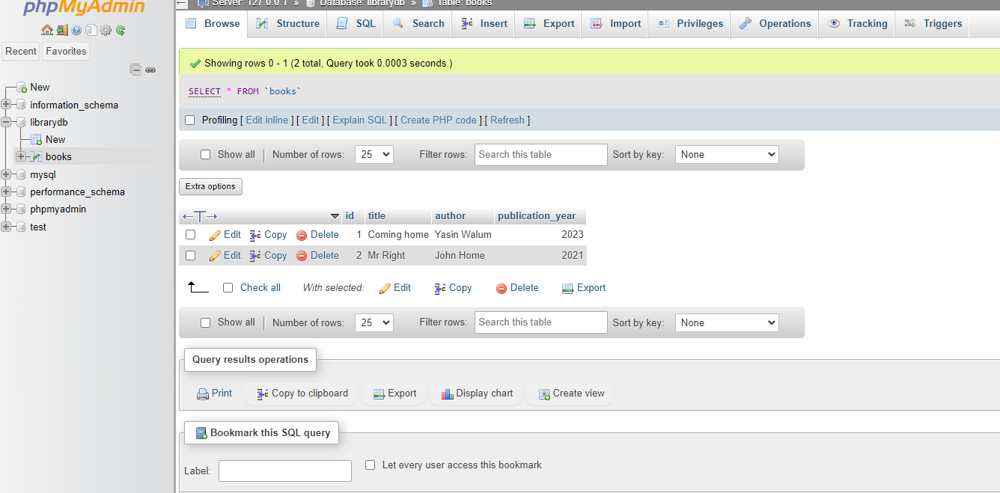 phpMyAdmin
Recent Favorites
New
information_schema
librarydb
New
books
mysql
performance_schema
phpmyadmin
test
Server: 127.0.0.1 » Database: librarydb » Table: books
Browse Structure SQL Search Insert Export Import Privileges Operations Tracking Triggers
Showing rows 0 - 1 (2 total, Query took 0.0003 seconds.)
SELECT * FROM `books`
Profiling [ Edit inline ] [ Edit ] [ Explain SQL ] [ Create PHP code ] [ Refresh ]
Show all | Number of rows: 25 Filter rows: Search this table Sort by key: None
Extra options
←T→ id title author publication_year
Edit Copy Delete 1 Coming home Yasin Walum 2023
Edit Copy Delete 2 Mr Right John Home 2021
Check all With selected: Edit Copy Delete Export
Show all | Number of rows: 25 Filter rows: Search this table Sort by key: None
Query results operations
Print Copy to clipboard Export Display chart Create view
Bookmark this SQL query
Label: Let every user access this bookmark